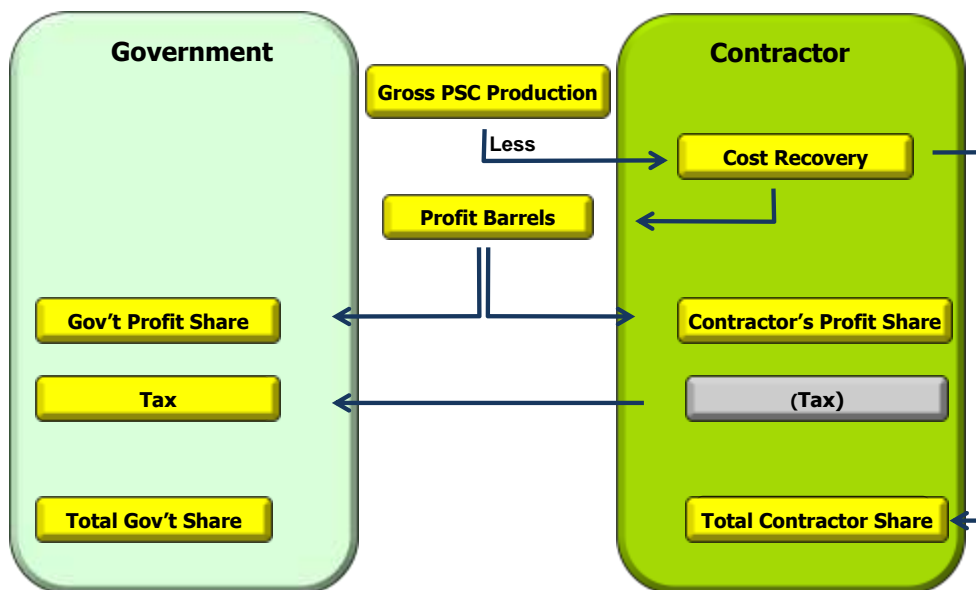 Government
Contractor
Gross PSC Production
Less
Cost Recovery
Profit Barrels
Gov’t Profit Share
Contractor’s Profit Share
Tax
(Tax)
Total Gov’t Share
Total Contractor Share